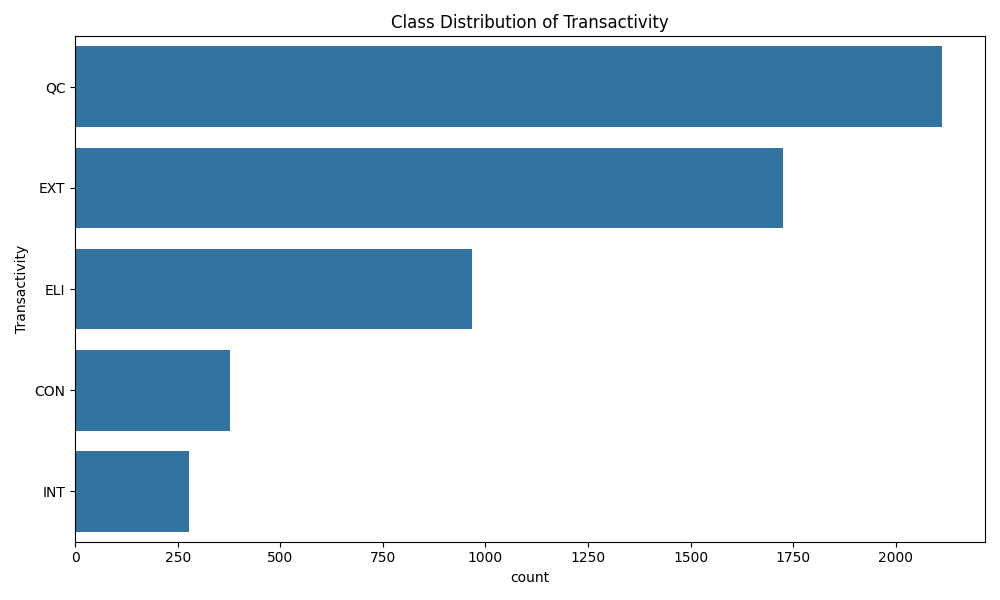 Class Distribution of Transactivity
Transactivity
QC
EXT
ELI
CON
INT
0 250 500 750 1000 1250 1500 1750 2000
count